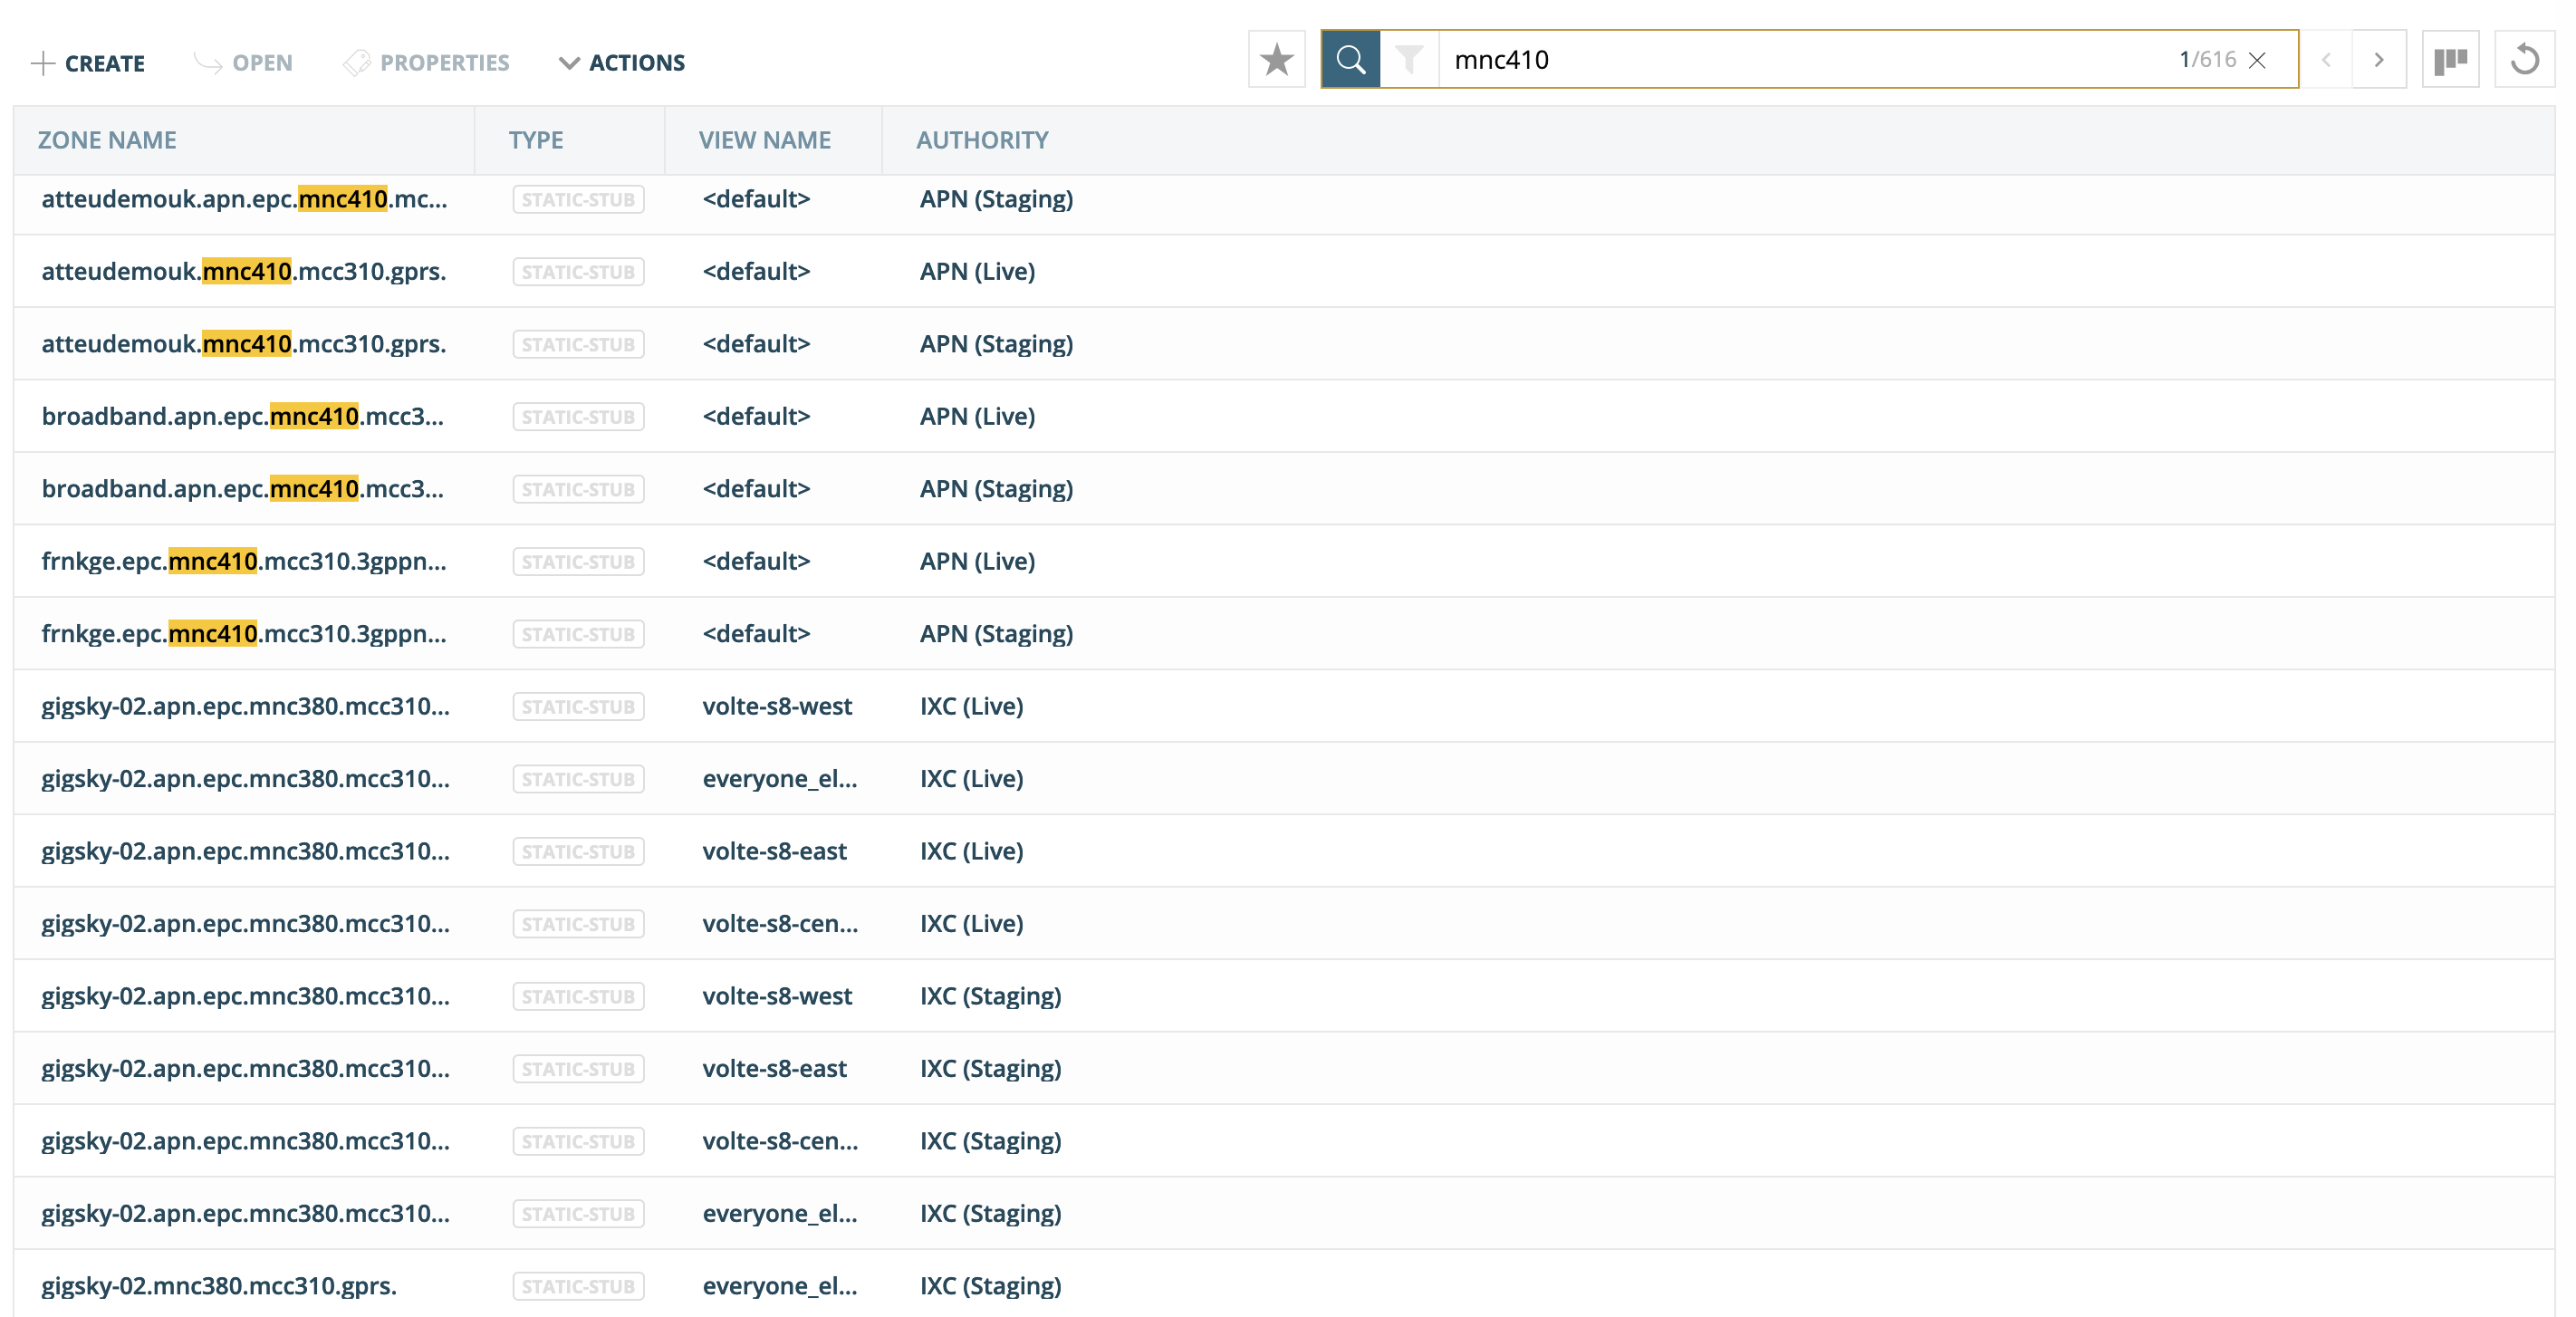 CREATE OPEN PROPERTIES ACTIONS mnc410 1/616
ZONE NAME TYPE VIEW NAME AUTHORITY
atteudemouk.apn.epc.mnc410.mc... STATIC-STUB <default> APN (Staging)
atteudemouk.mnc410.mcc310.gprs. STATIC-STUB <default> APN (Live)
atteudemouk.mnc410.mcc310.gprs. STATIC-STUB <default> APN (Staging)
broadband.apn.epc.mnc410.mcc3... STATIC-STUB <default> APN (Live)
broadband.apn.epc.mnc410.mcc3... STATIC-STUB <default> APN (Staging)
frnkge.epc.mnc410.mcc310.3gppn... STATIC-STUB <default> APN (Live)
frnkge.epc.mnc410.mcc310.3gppn... STATIC-STUB <default> APN (Staging)
gigsky-02.apn.epc.mnc380.mcc310... STATIC-STUB volte-s8-west IXC (Live)
gigsky-02.apn.epc.mnc380.mcc310... STATIC-STUB everyone_el... IXC (Live)
gigsky-02.apn.epc.mnc380.mcc310... STATIC-STUB volte-s8-east IXC (Live)
gigsky-02.apn.epc.mnc380.mcc310... STATIC-STUB volte-s8-cen... IXC (Live)
gigsky-02.apn.epc.mnc380.mcc310... STATIC-STUB volte-s8-west IXC (Staging)
gigsky-02.apn.epc.mnc380.mcc310... STATIC-STUB volte-s8-east IXC (Staging)
gigsky-02.apn.epc.mnc380.mcc310... STATIC-STUB volte-s8-cen... IXC (Staging)
gigsky-02.apn.epc.mnc380.mcc310... STATIC-STUB everyone_el... IXC (Staging)
gigsky-02.mnc380.mcc310.gprs. STATIC-STUB everyone_el... IXC (Staging)